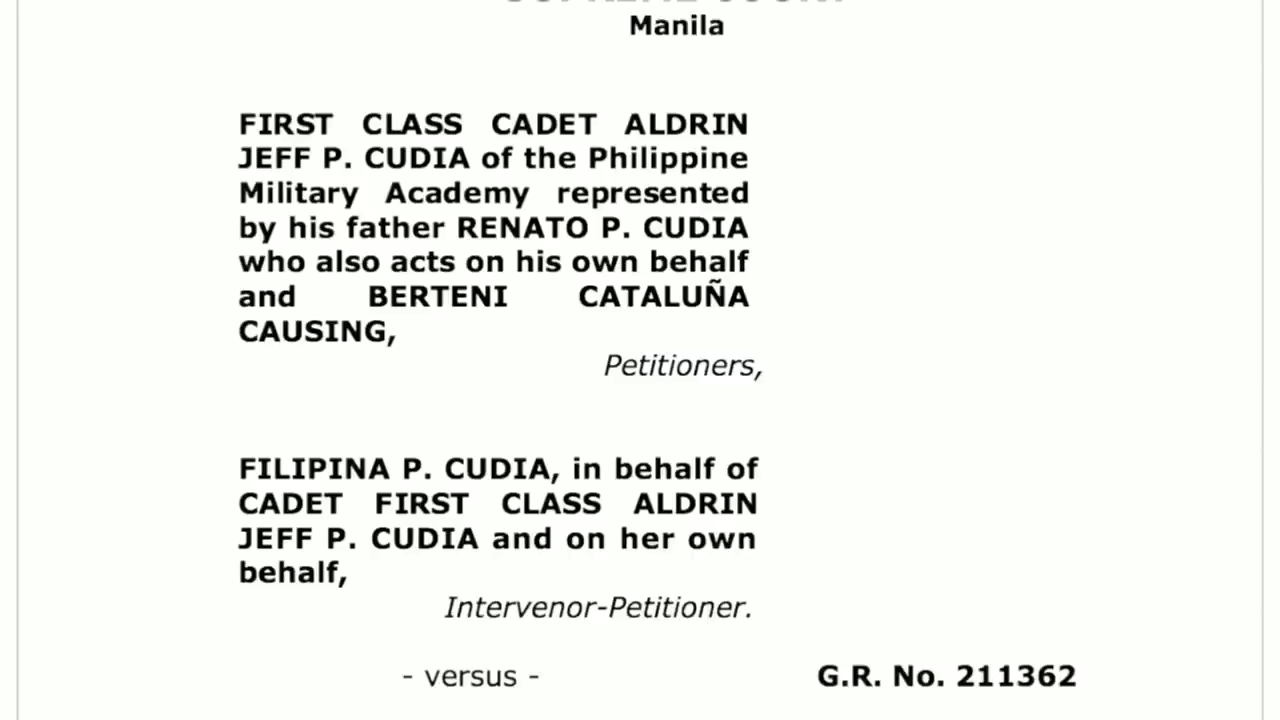 Manila
FIRST CLASS CADET ALDRIN
JEFF P. CUDIA of the Philippine
Military Academy represented
by his father RENATO P. CUDIA
who also acts on his own behalf
and BERTENI CATALUÑA
CAUSING,
Petitioners,
FILIPINA P. CUDIA, in behalf of
CADET FIRST CLASS ALDRIN
JEFF P. CUDIA and on her own
behalf,
Intervenor-Petitioner.
- versus - G.R. No. 211362